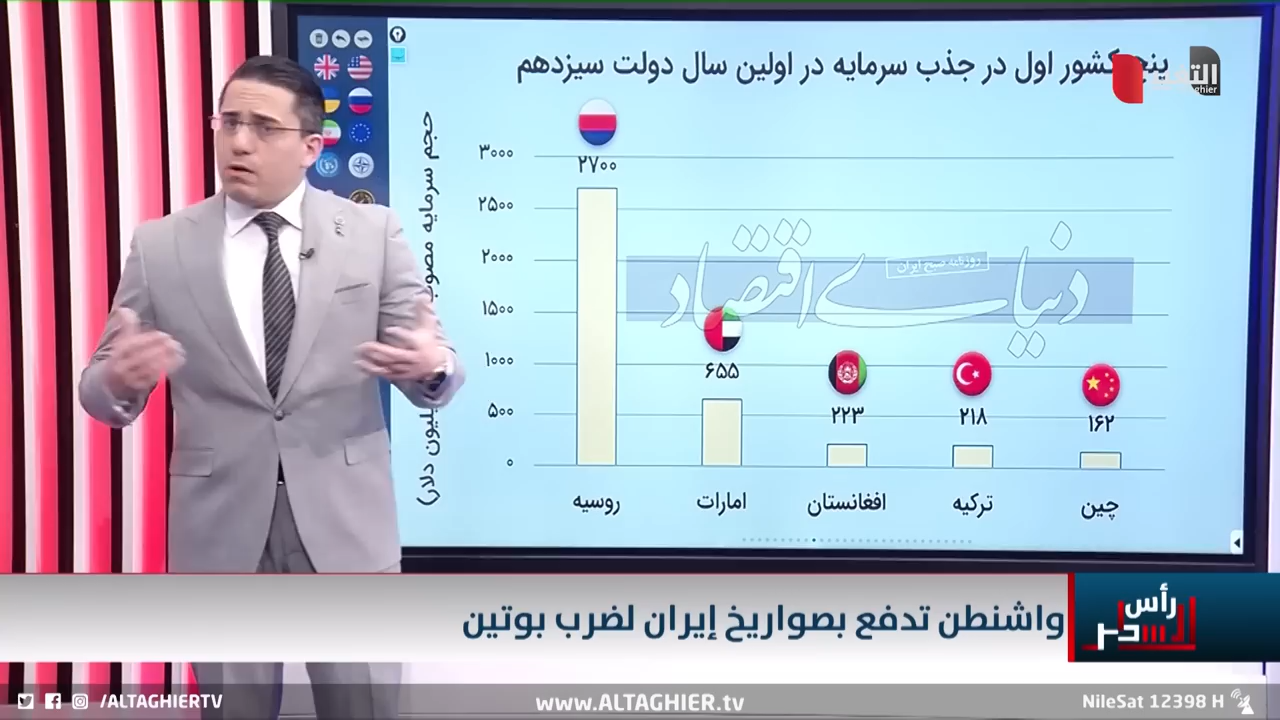 پنج کشور اول در جذب سرمایه در اولین سال دولت سیزدهم
التغيير
ghier
حجم سرمایه مصوب
میلیون دلار)
۳۰۰۰
۲۵۰۰
۲۰۰۰
۱۵۰۰
۱۰۰۰
۵۰۰
۰
۲۷۰۰
۶۵۵
۲۲۳
۲۱۸
۱۶۲
روسیه
امارات
افغانستان
ترکیه
چین
دنیای اقتصاد
روزنامه صبح ایران
واشنطن تدفع بصواريخ إيران لضرب بوتين
رأس السطر
/ALTAGHIERTV
www.ALTAGHIER.tv
NileSat 12398 H